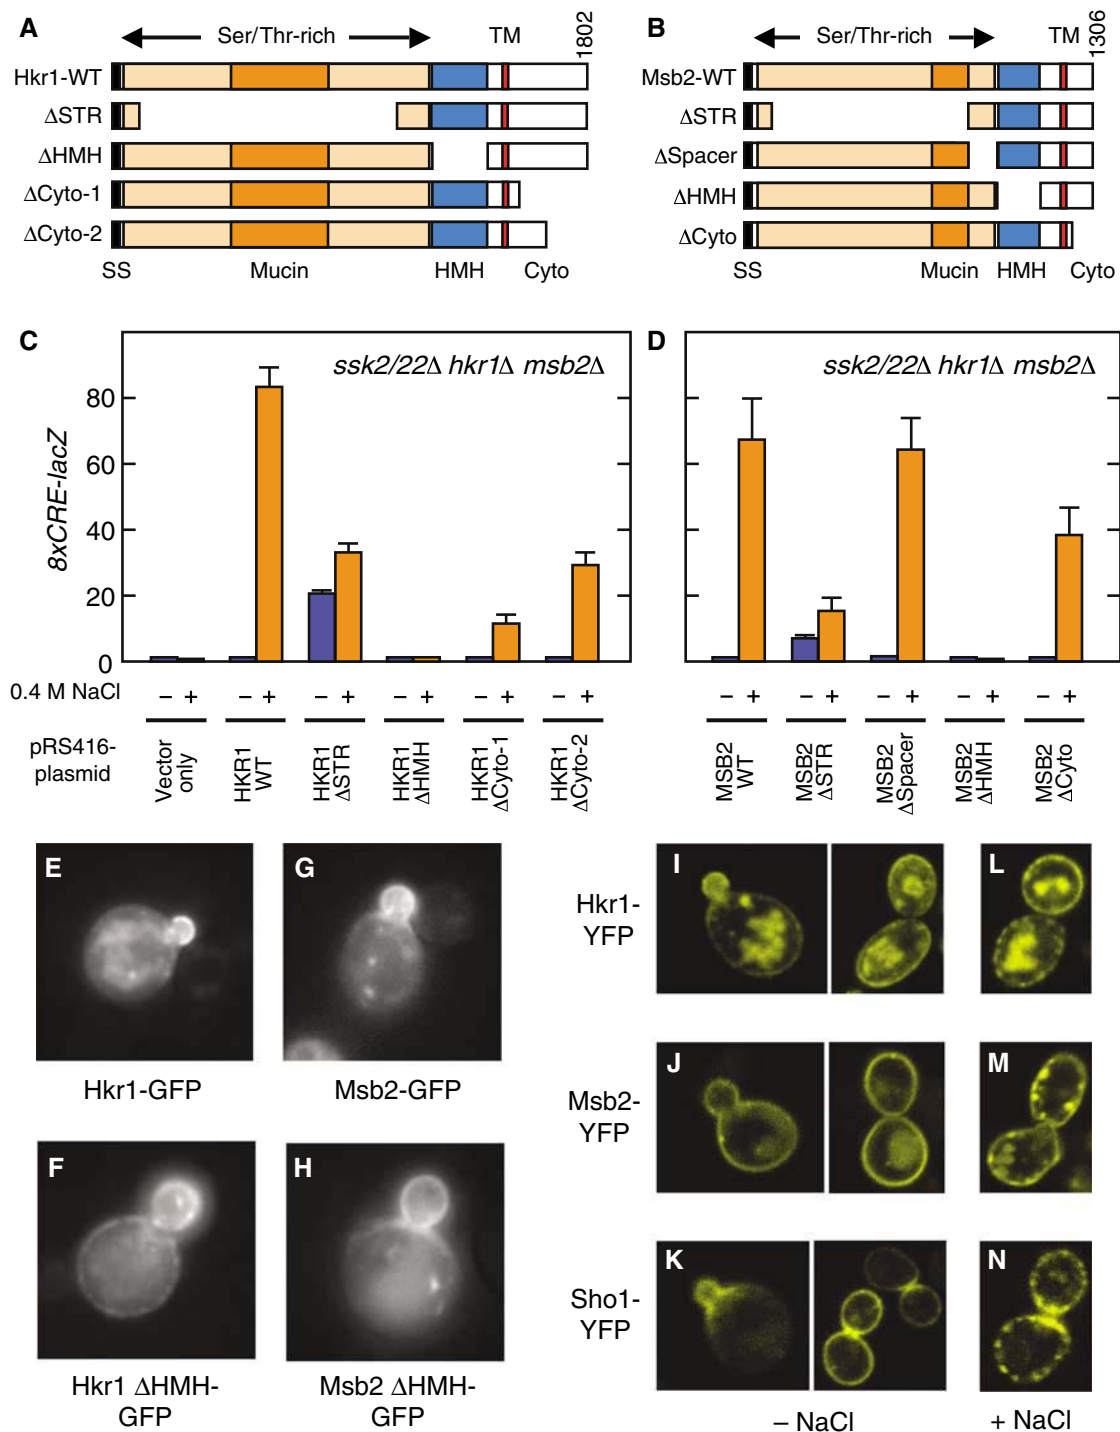 A
Ser/Thr-rich
TM
1802
Hkr1-WT
ΔSTR
ΔHMH
ΔCyto-1
ΔCyto-2
SS
Mucin
HMH
Cyto
B
Ser/Thr-rich
TM
1306
Msb2-WT
ΔSTR
ΔSpacer
ΔHMH
ΔCyto
SS
Mucin
HMH
Cyto
C
ssk2/22Δ hkr1Δ msb2Δ
8xCRE-lacZ
80
60
40
20
0
D
ssk2/22Δ hkr1Δ msb2Δ
0.4 M NaCl
− + − + − + − + − + − +
− + − + − + − + − +
pRS416-
plasmid
Vector
only
HKR1
WT
HKR1
ΔSTR
HKR1
ΔHMH
HKR1
ΔCyto-1
HKR1
ΔCyto-2
MSB2
WT
MSB2
ΔSTR
MSB2
ΔSpacer
MSB2
ΔHMH
MSB2
ΔCyto
E
Hkr1-GFP
G
Msb2-GFP
F
Hkr1 ΔHMH-
GFP
H
Msb2 ΔHMH-
GFP
Hkr1-
YFP
I
L
Msb2-
YFP
J
M
Sho1-
YFP
K
N
– NaCl
+ NaCl